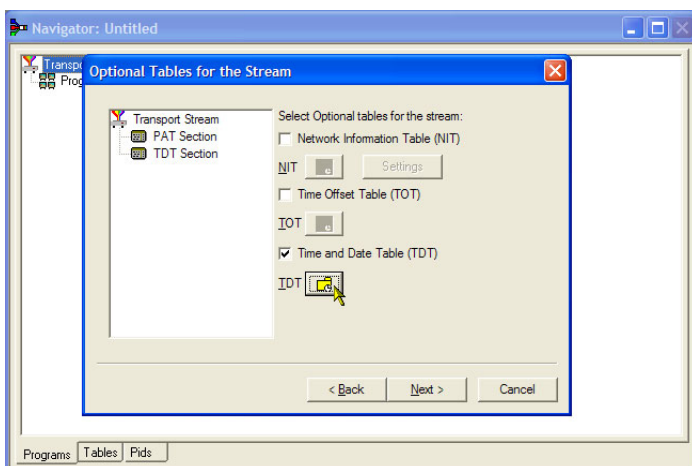 Navigator: Untitled
Transpo
Prog
Optional Tables for the Stream
Transport Stream
PAT Section
TDT Section
Select Optional tables for the stream:
Network Information Table (NIT)
NIT
Settings
Time Offset Table (TOT)
TOT
Time and Date Table (TDT)
TDT
< Back Next > Cancel
Programs Tables Pids